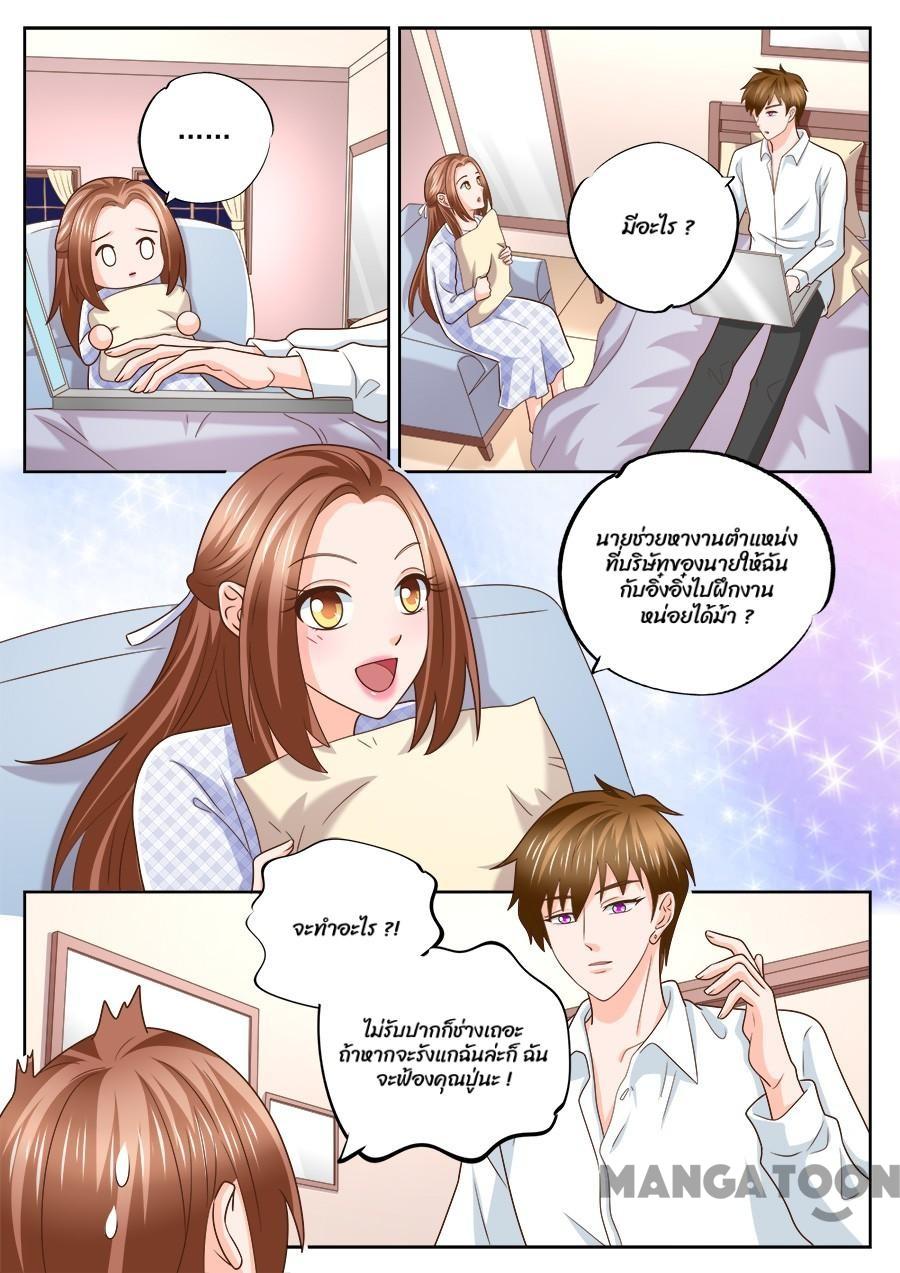 ......
มีอะไร ?
นายช่วยหางานตำแหน่ง
ที่บริษัทของนายให้ฉัน
กับอิ๋งอิ๋งไปฝึกงาน
หน่อยได้ม้า ?
จะทำอะไร ?!
ไม่รับปากก็ช่างเถอะ
ถ้าหากจะรังแกฉันล่ะก็ ฉัน
จะฟ้องคุณปู่นะ !
MANGATOON